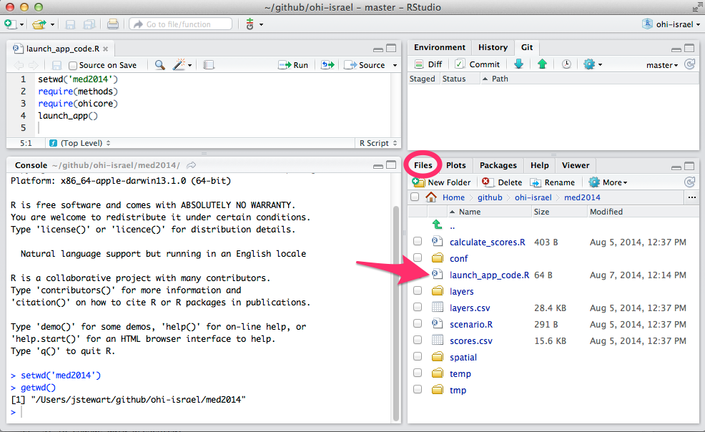 ~/github/ohi-israel - master - RStudio
Go to file/function
ohi-israel
launch_app_code.R
Source on Save
Run
Source
1 setwd('med2014')
2 require(methods)
3 require(ohicore)
4 launch_app()
5
5:1
(Top Level)
R Script
Console ~/github/ohi-israel/med2014/
Platform: x86_64-apple-darwin13.1.0 (64-bit)
R is free software and comes with ABSOLUTELY NO WARRANTY.
You are welcome to redistribute it under certain conditions.
Type 'license()' or 'licence()' for distribution details.
Natural language support but running in an English locale
R is a collaborative project with many contributors.
Type 'contributors()' for more information and
'citation()' on how to cite R or R packages in publications.
Type 'demo()' for some demos, 'help()' for on-line help, or
'help.start()' for an HTML browser interface to help.
Type 'q()' to quit R.
> setwd('med2014')
> getwd()
[1] "/Users/jstewart/github/ohi-israel/med2014"
>
Environment History Git
Diff Commit master
Staged Status Path
Files Plots Packages Help Viewer
New Folder Delete Rename More
Home github ohi-israel med2014 ...
Name Size Modified
..
calculate_scores.R 403 B Aug 5, 2014, 12:37 PM
conf
launch_app_code.R 64 B Aug 7, 2014, 12:14 PM
layers
layers.csv 28.4 KB Aug 5, 2014, 12:37 PM
scenario.R 291 B Aug 5, 2014, 12:37 PM
scores.csv 15.6 KB Aug 5, 2014, 12:37 PM
spatial
temp
tmp